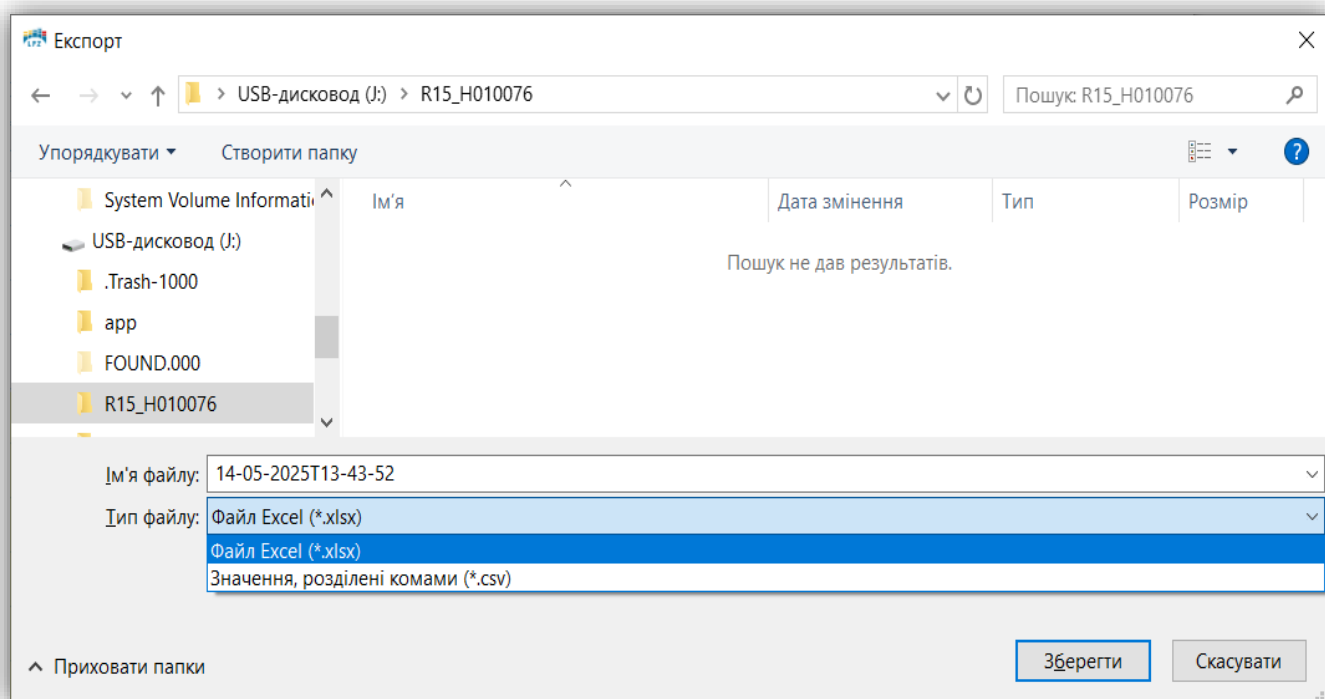 LPZ Експорт
USB-дисковод (J:) > R15_H010076
Пошук: R15_H010076
Упорядкувати Створити папку
?
System Volume Informati
USB-дисковод (J:)
.Trash-1000
app
FOUND.000
R15_H010076
Ім'я Дата змінення Тип Розмір
Пошук не дав результатів.
Ім'я файлу: 14-05-2025T13-43-52
Тип файлу: Файл Excel (*.xlsx)
Файл Excel (*.xlsx)
Значення, розділені комами (*.csv)
Приховати папки
Зберегти Скасувати